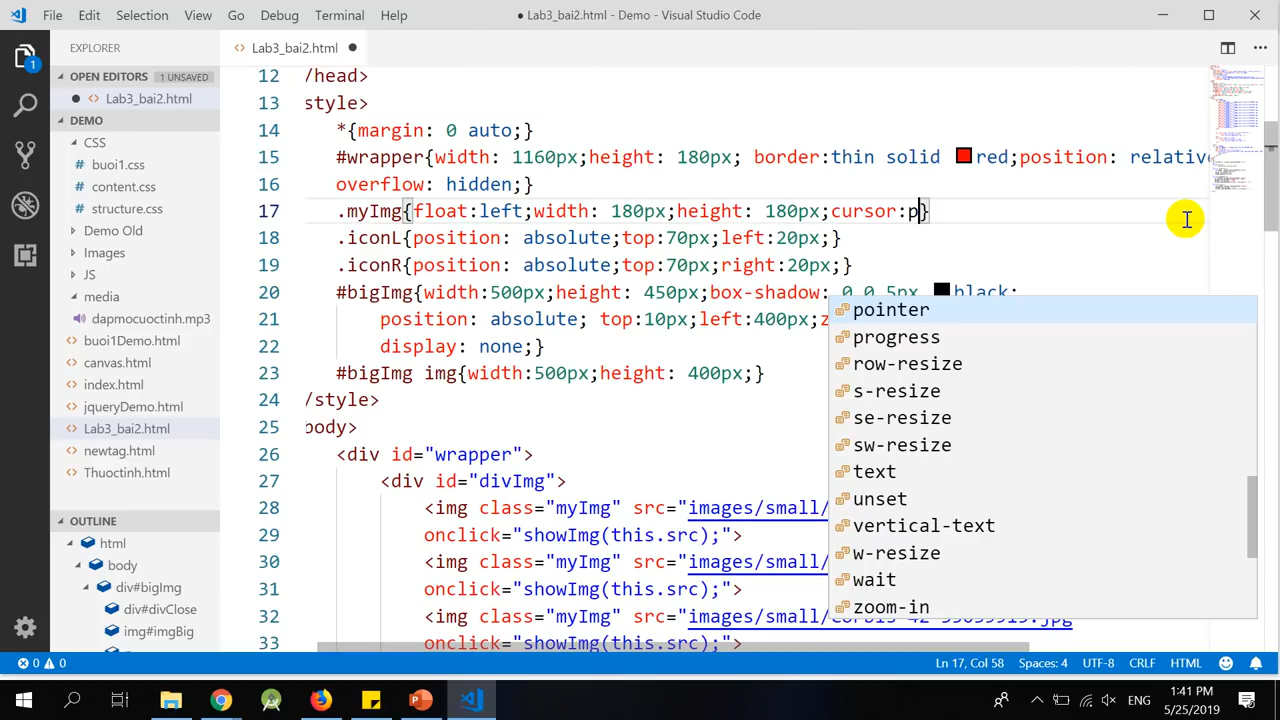 File Edit Selection View Go Debug Terminal Help
● Lab3_bai2.html - Demo - Visual Studio Code
EXPLORER
OPEN EDITORS 1 UNSAVED
● <> Lab3_bai2.html
DEMO
CSS
buoi1.css
content.css
structure.css
Demo Old
Images
JS
media
dapmocuoctinh.mp3
buoi1Demo.html
canvas.html
index.html
jqueryDemo.html
Lab3_bai2.html
newtag.html
Thuoctinh.html
OUTLINE
html
body
div#bigImg
div#divClose
img#imgBig
1
<> Lab3_bai2.html ●
12 /head>
13 style>
14 *{margin: 0 auto;}
15 #wrapper{width: 1160px;height: 180px; border:thin solid red;position: relative
16 overflow: hidden;}
17 .myImg{float:left;width: 180px;height: 180px;cursor:p}
18 .iconL{position: absolute;top:70px;left:20px;}
19 .iconR{position: absolute;top:70px;right:20px;}
20 #bigImg{width:500px;height: 450px;box-shadow: 0 0 5px black;
21 position: absolute; top:10px;left:400px;z
22 display: none;}
23 #bigImg img{width:500px;height: 400px;}
24 /style>
25 body>
26 <div id="wrapper">
27 <div id="divImg">
28 <img class="myImg" src="images/small/
29 onclick="showImg(this.src);">
30 <img class="myImg" src="images/small/
31 onclick="showImg(this.src);">
32 <img class="myImg" src="images/small/
33 onclick="showImg(this.src);">
pointer
progress
row-resize
s-resize
se-resize
sw-resize
text
unset
vertical-text
w-resize
wait
zoom-in
0 0
Ln 17, Col 58 Spaces: 4 UTF-8 CRLF HTML
ENG
1:41 PM
5/25/2019